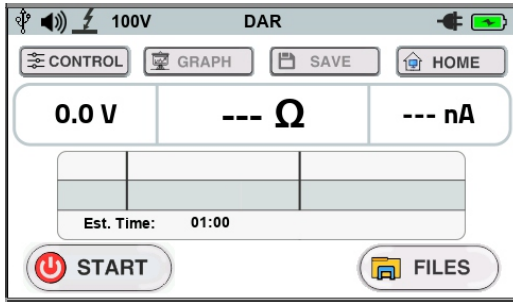 100V DAR
CONTROL GRAPH SAVE HOME
0.0 V --- Ω --- nA
Est. Time: 01:00
START FILES